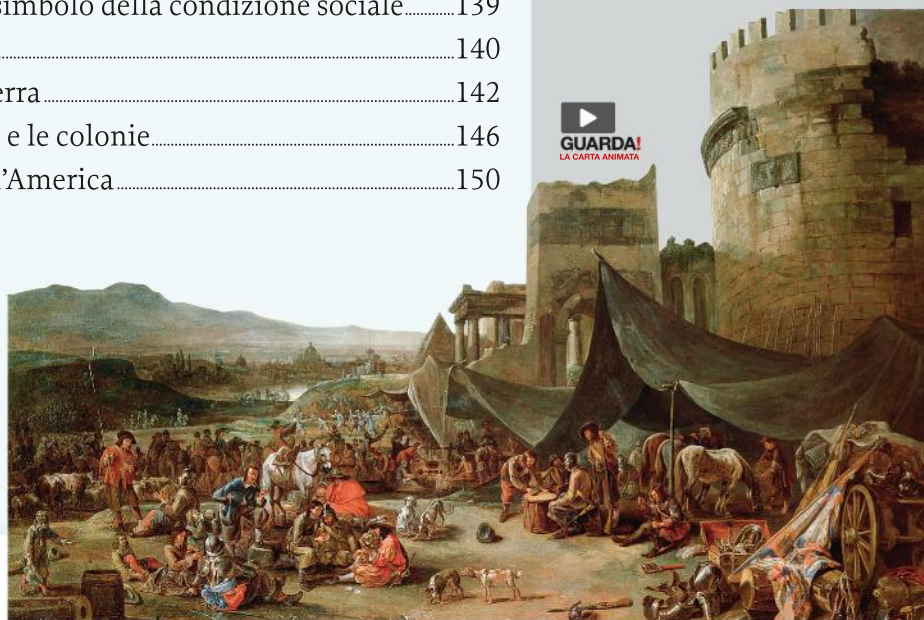 simbolo della condizione sociale 139
140
erra 142
e le colonie 146
l'America 150
GUARDA!
LA CARTA ANIMATA